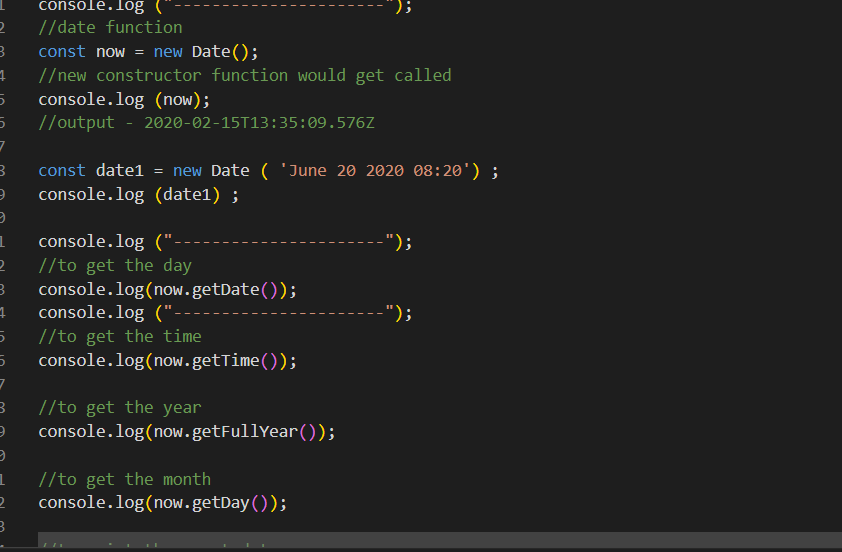 console.log ("----------------------");
//date function
const now = new Date();
//new constructor function would get called
console.log (now);
//output - 2020-02-15T13:35:09.576Z
const date1 = new Date ( 'June 20 2020 08:20') ;
console.log (date1) ;
console.log ("----------------------");
//to get the day
console.log(now.getDate());
console.log ("----------------------");
//to get the time
console.log(now.getTime());
//to get the year
console.log(now.getFullYear());
//to get the month
console.log(now.getDay());